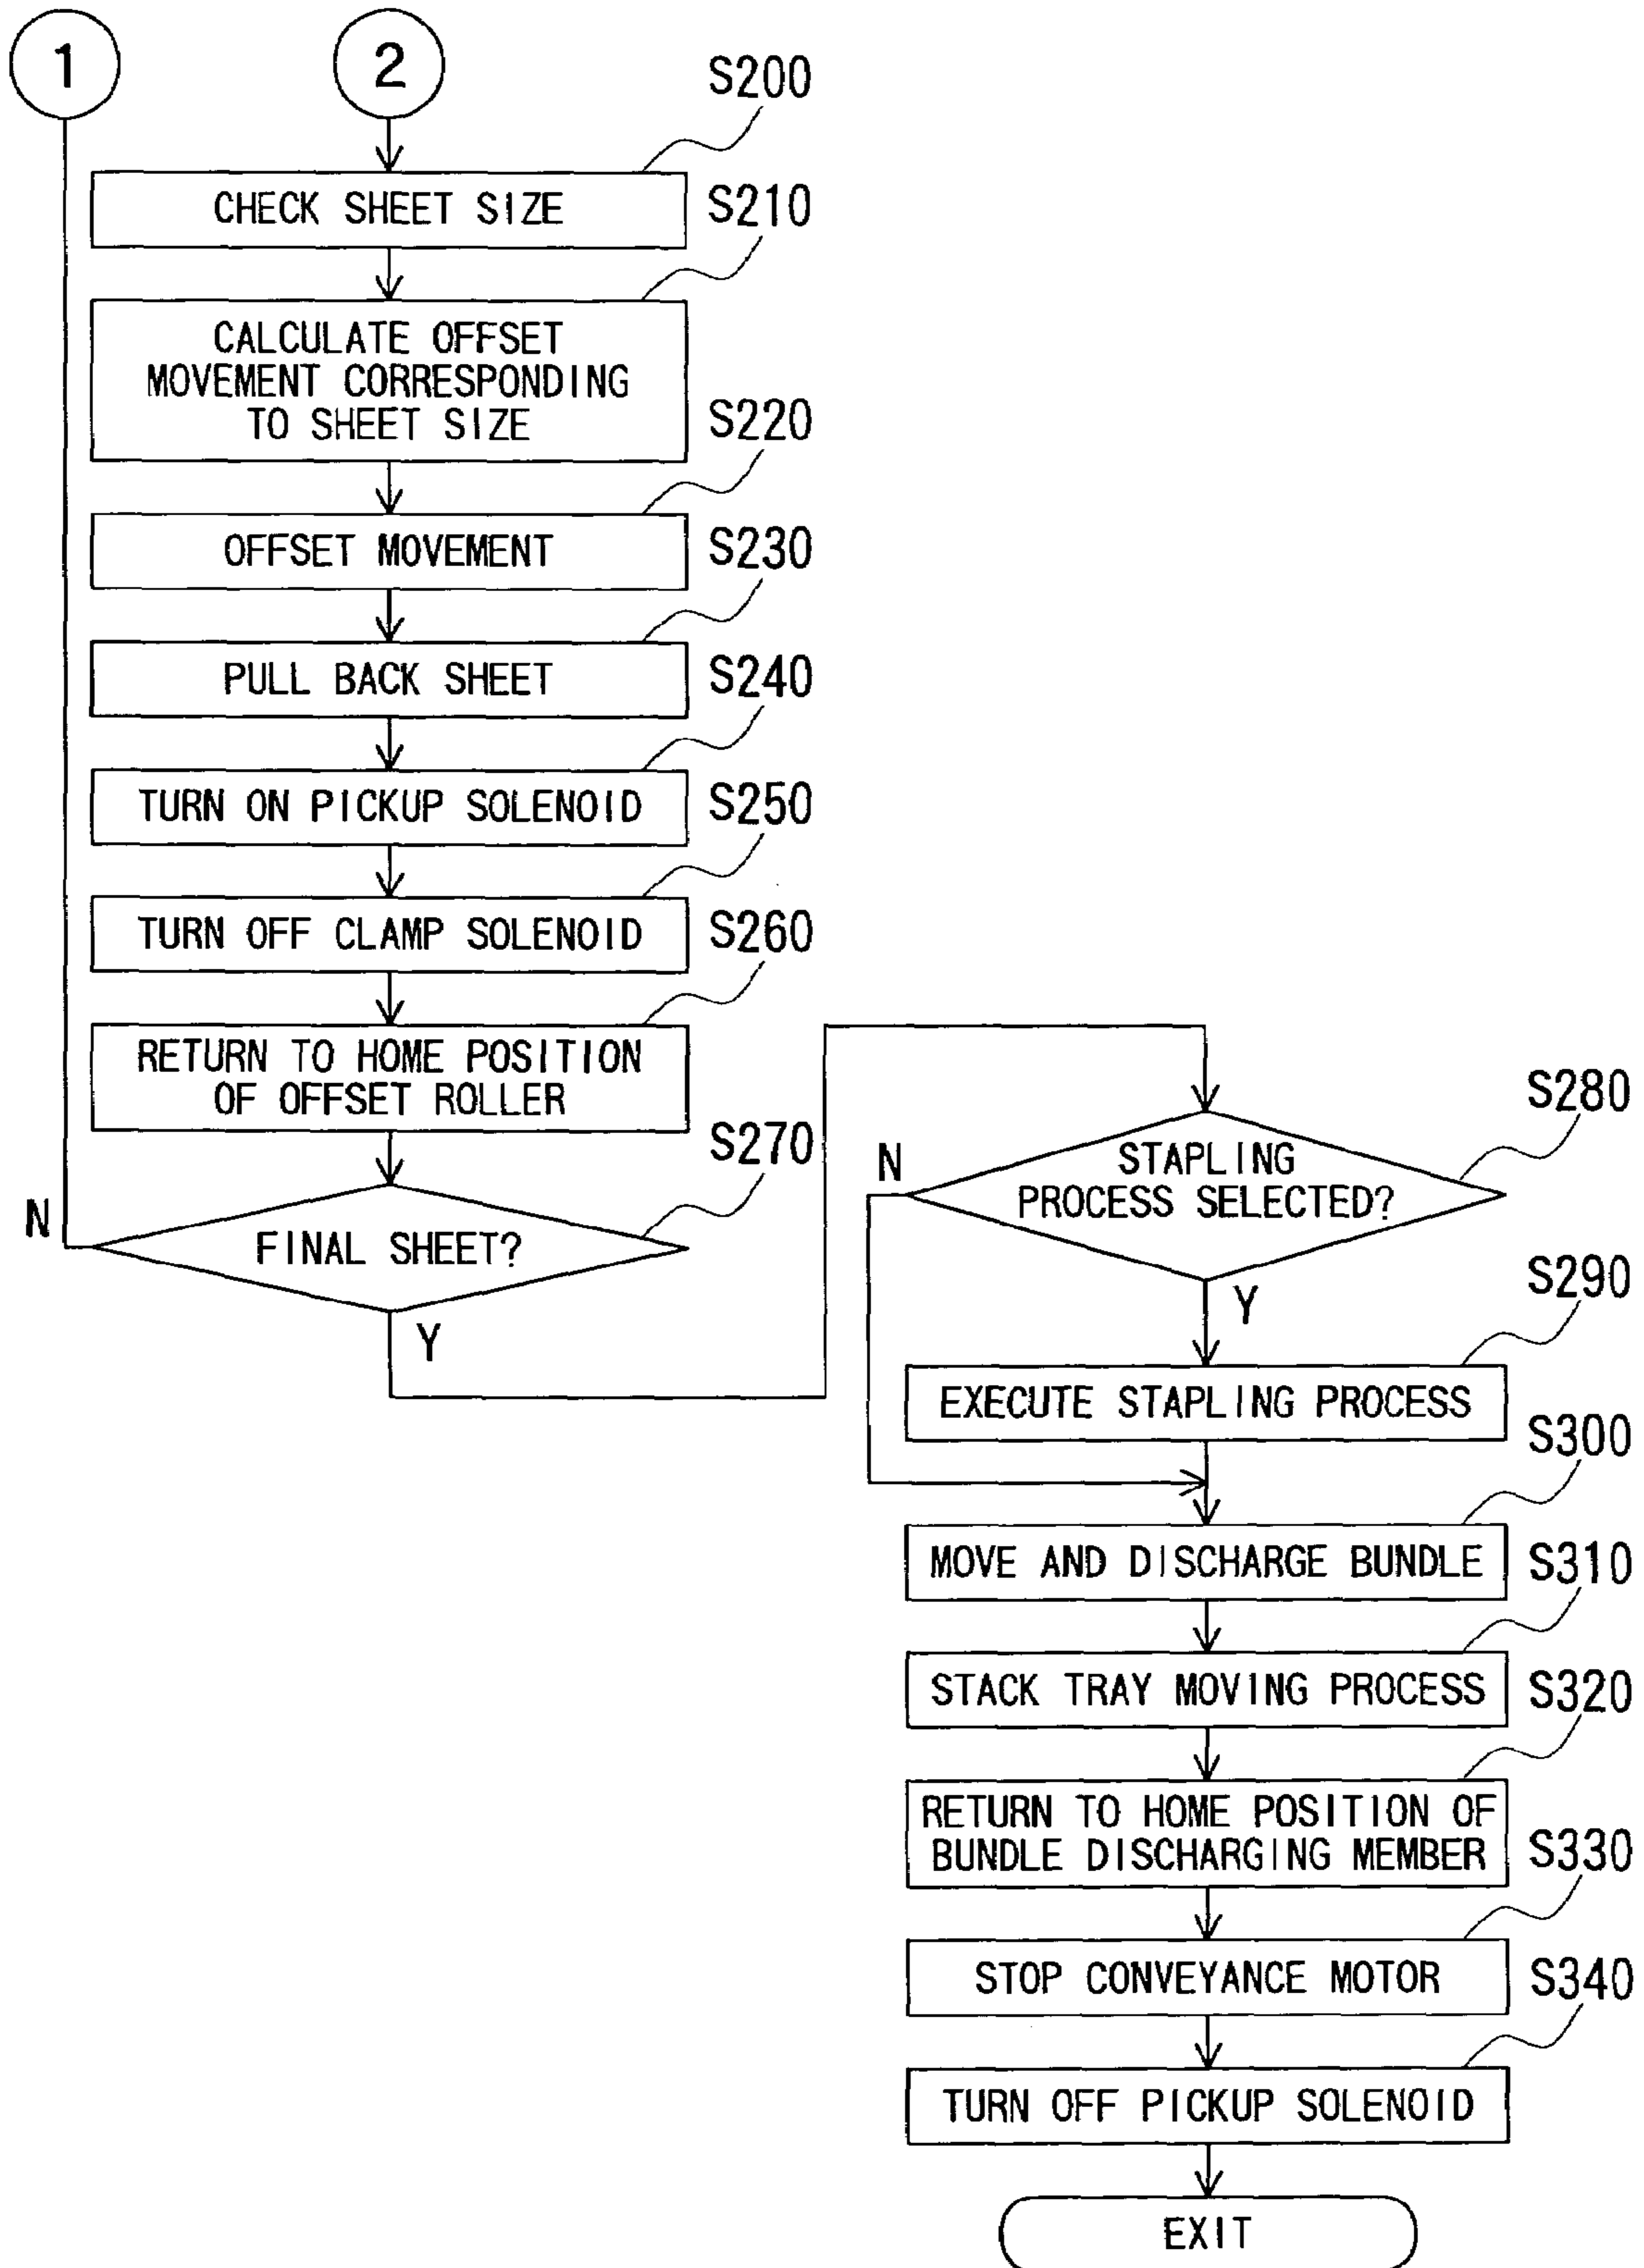 1
2
S200
CHECK SHEET SIZE
S210
CALCULATE OFFSET
MOVEMENT CORRESPONDING
TO SHEET SIZE
S220
OFFSET MOVEMENT
S230
PULL BACK SHEET
S240
TURN ON PICKUP SOLENOID
S250
TURN OFF CLAMP SOLENOID
S260
RETURN TO HOME POSITION
OF OFFSET ROLLER
S270
N
FINAL SHEET?
Y
S280
N
STAPLING
PROCESS SELECTED?
Y
S290
EXECUTE STAPLING PROCESS
S300
MOVE AND DISCHARGE BUNDLE
S310
STACK TRAY MOVING PROCESS
S320
RETURN TO HOME POSITION OF
BUNDLE DISCHARGING MEMBER
S330
STOP CONVEYANCE MOTOR
S340
TURN OFF PICKUP SOLENOID
EXIT